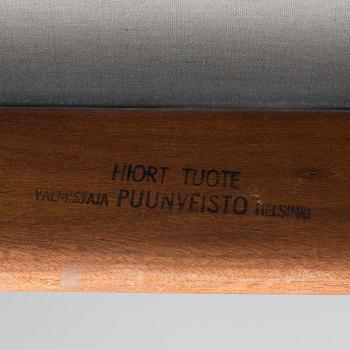 HIORT TUOTE
VALMISTAJA PUUNVEISTO HELSINKI